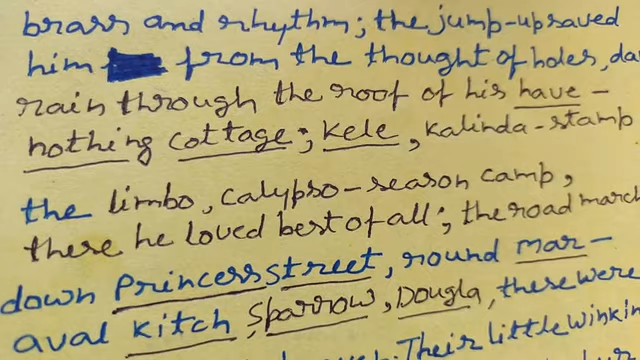 brass and rhythm; the jump-up saved
him from the thought of holes, da
rain through the roof of his have-
nothing cottage; kele, kalinda-stamp
the limbo, calypso-season camp,
these he loved best of all; the road march
down Princess Street, round mar-
aval kitch, Sparrow, Dougla, these were
Their little winkin